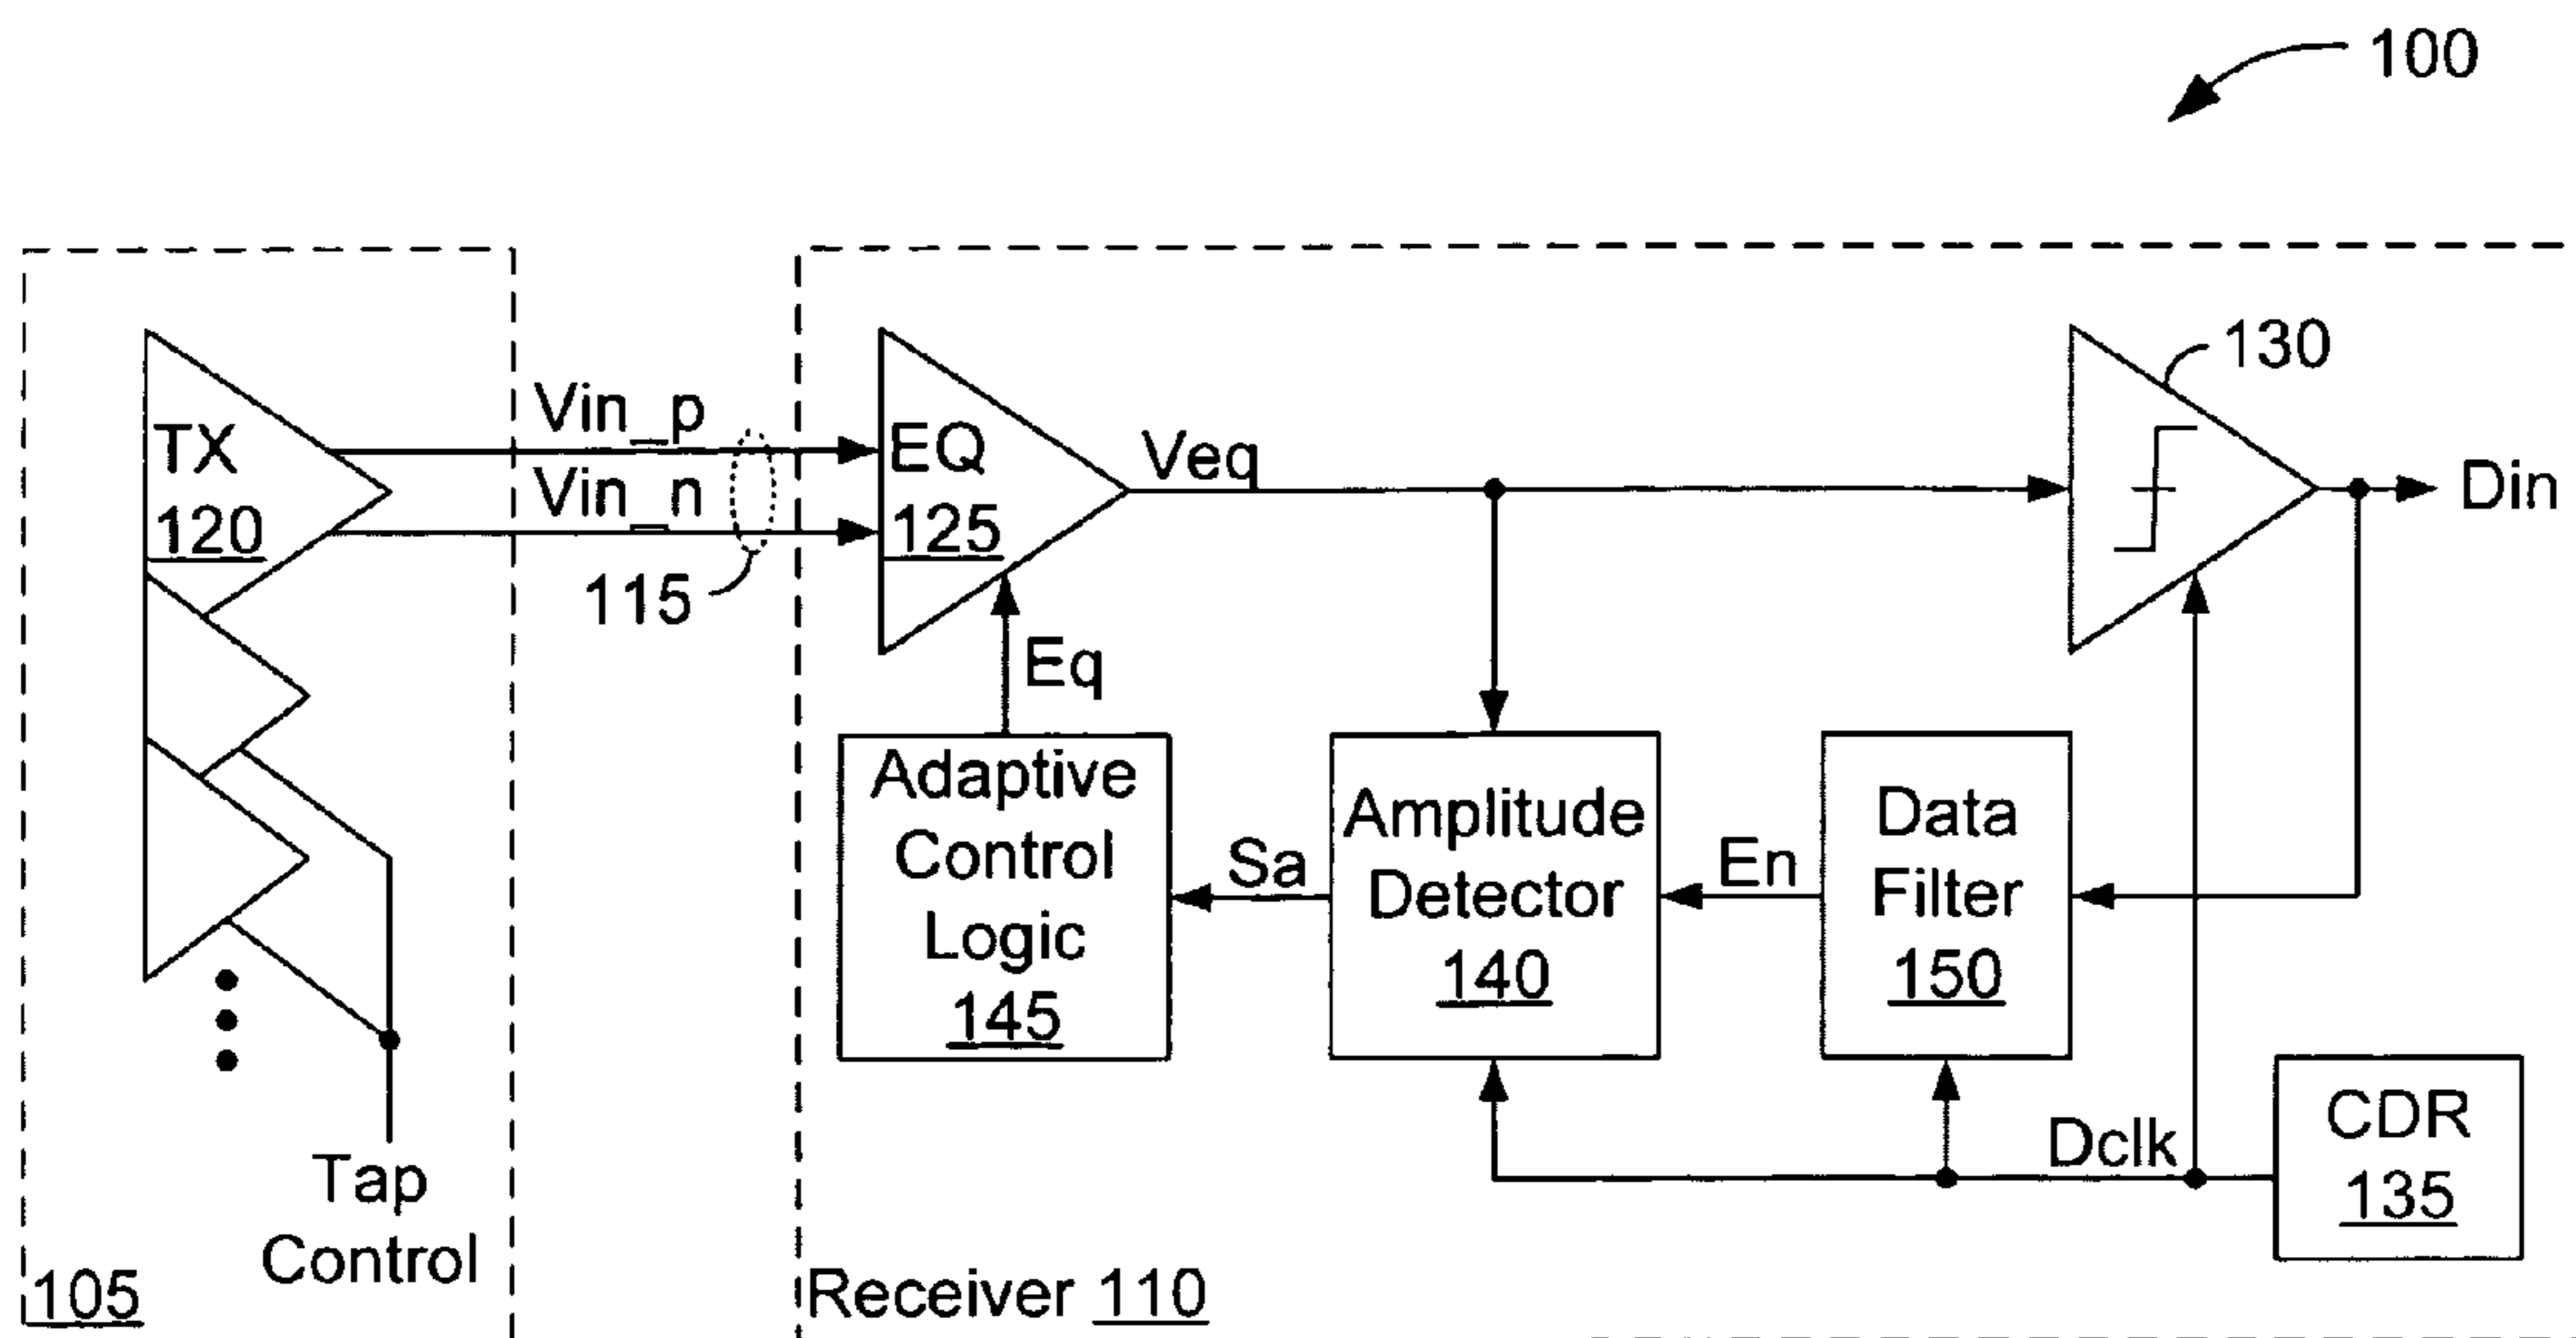 100
130
Vin_p
TX
120
EQ
125
Veq
Din
Vin_n
115
Eq
Adaptive
Control
Logic
145
Sa
Amplitude
Detector
140
En
Data
Filter
150
Dclk
CDR
135
Tap
Control
105
Receiver 110